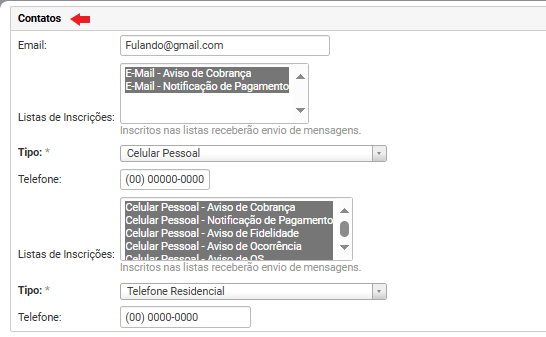 Contatos
Email: Fulando@gmail.com
E-Mail - Aviso de Cobrança
E-Mail - Notificação de Pagamento
Listas de Inscrições:
Inscritos nas listas receberão envio de mensagens.
Tipo: * Celular Pessoal
Telefone: (00) 00000-0000
Celular Pessoal - Aviso de Cobrança
Celular Pessoal - Notificação de Pagamento
Celular Pessoal - Aviso de Fidelidade
Celular Pessoal - Aviso de Ocorrência
Celular Pessoal - Aviso de OS
Listas de Inscrições:
Inscritos nas listas receberão envio de mensagens.
Tipo: * Telefone Residencial
Telefone: (00) 0000-0000